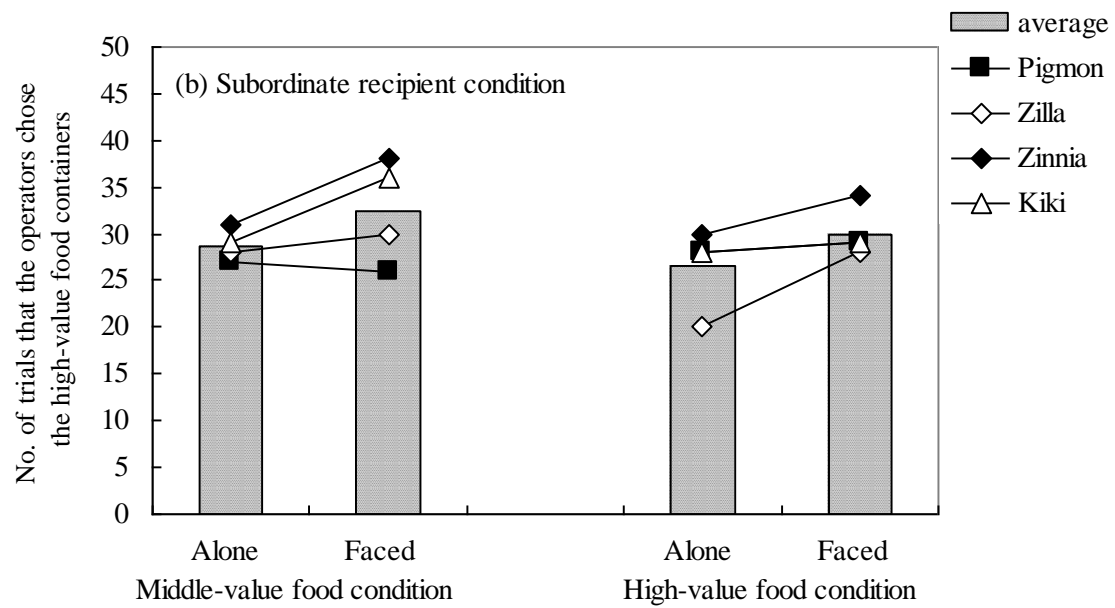 average
Pigmon
Zilla
Zinnia
Kiki
(b) Subordinate recipient condition
No. of trials that the operators chose
the high-value food containers
50
45
40
35
30
25
20
15
10
5
0
Alone Faced Alone Faced
Middle-value food condition High-value food condition